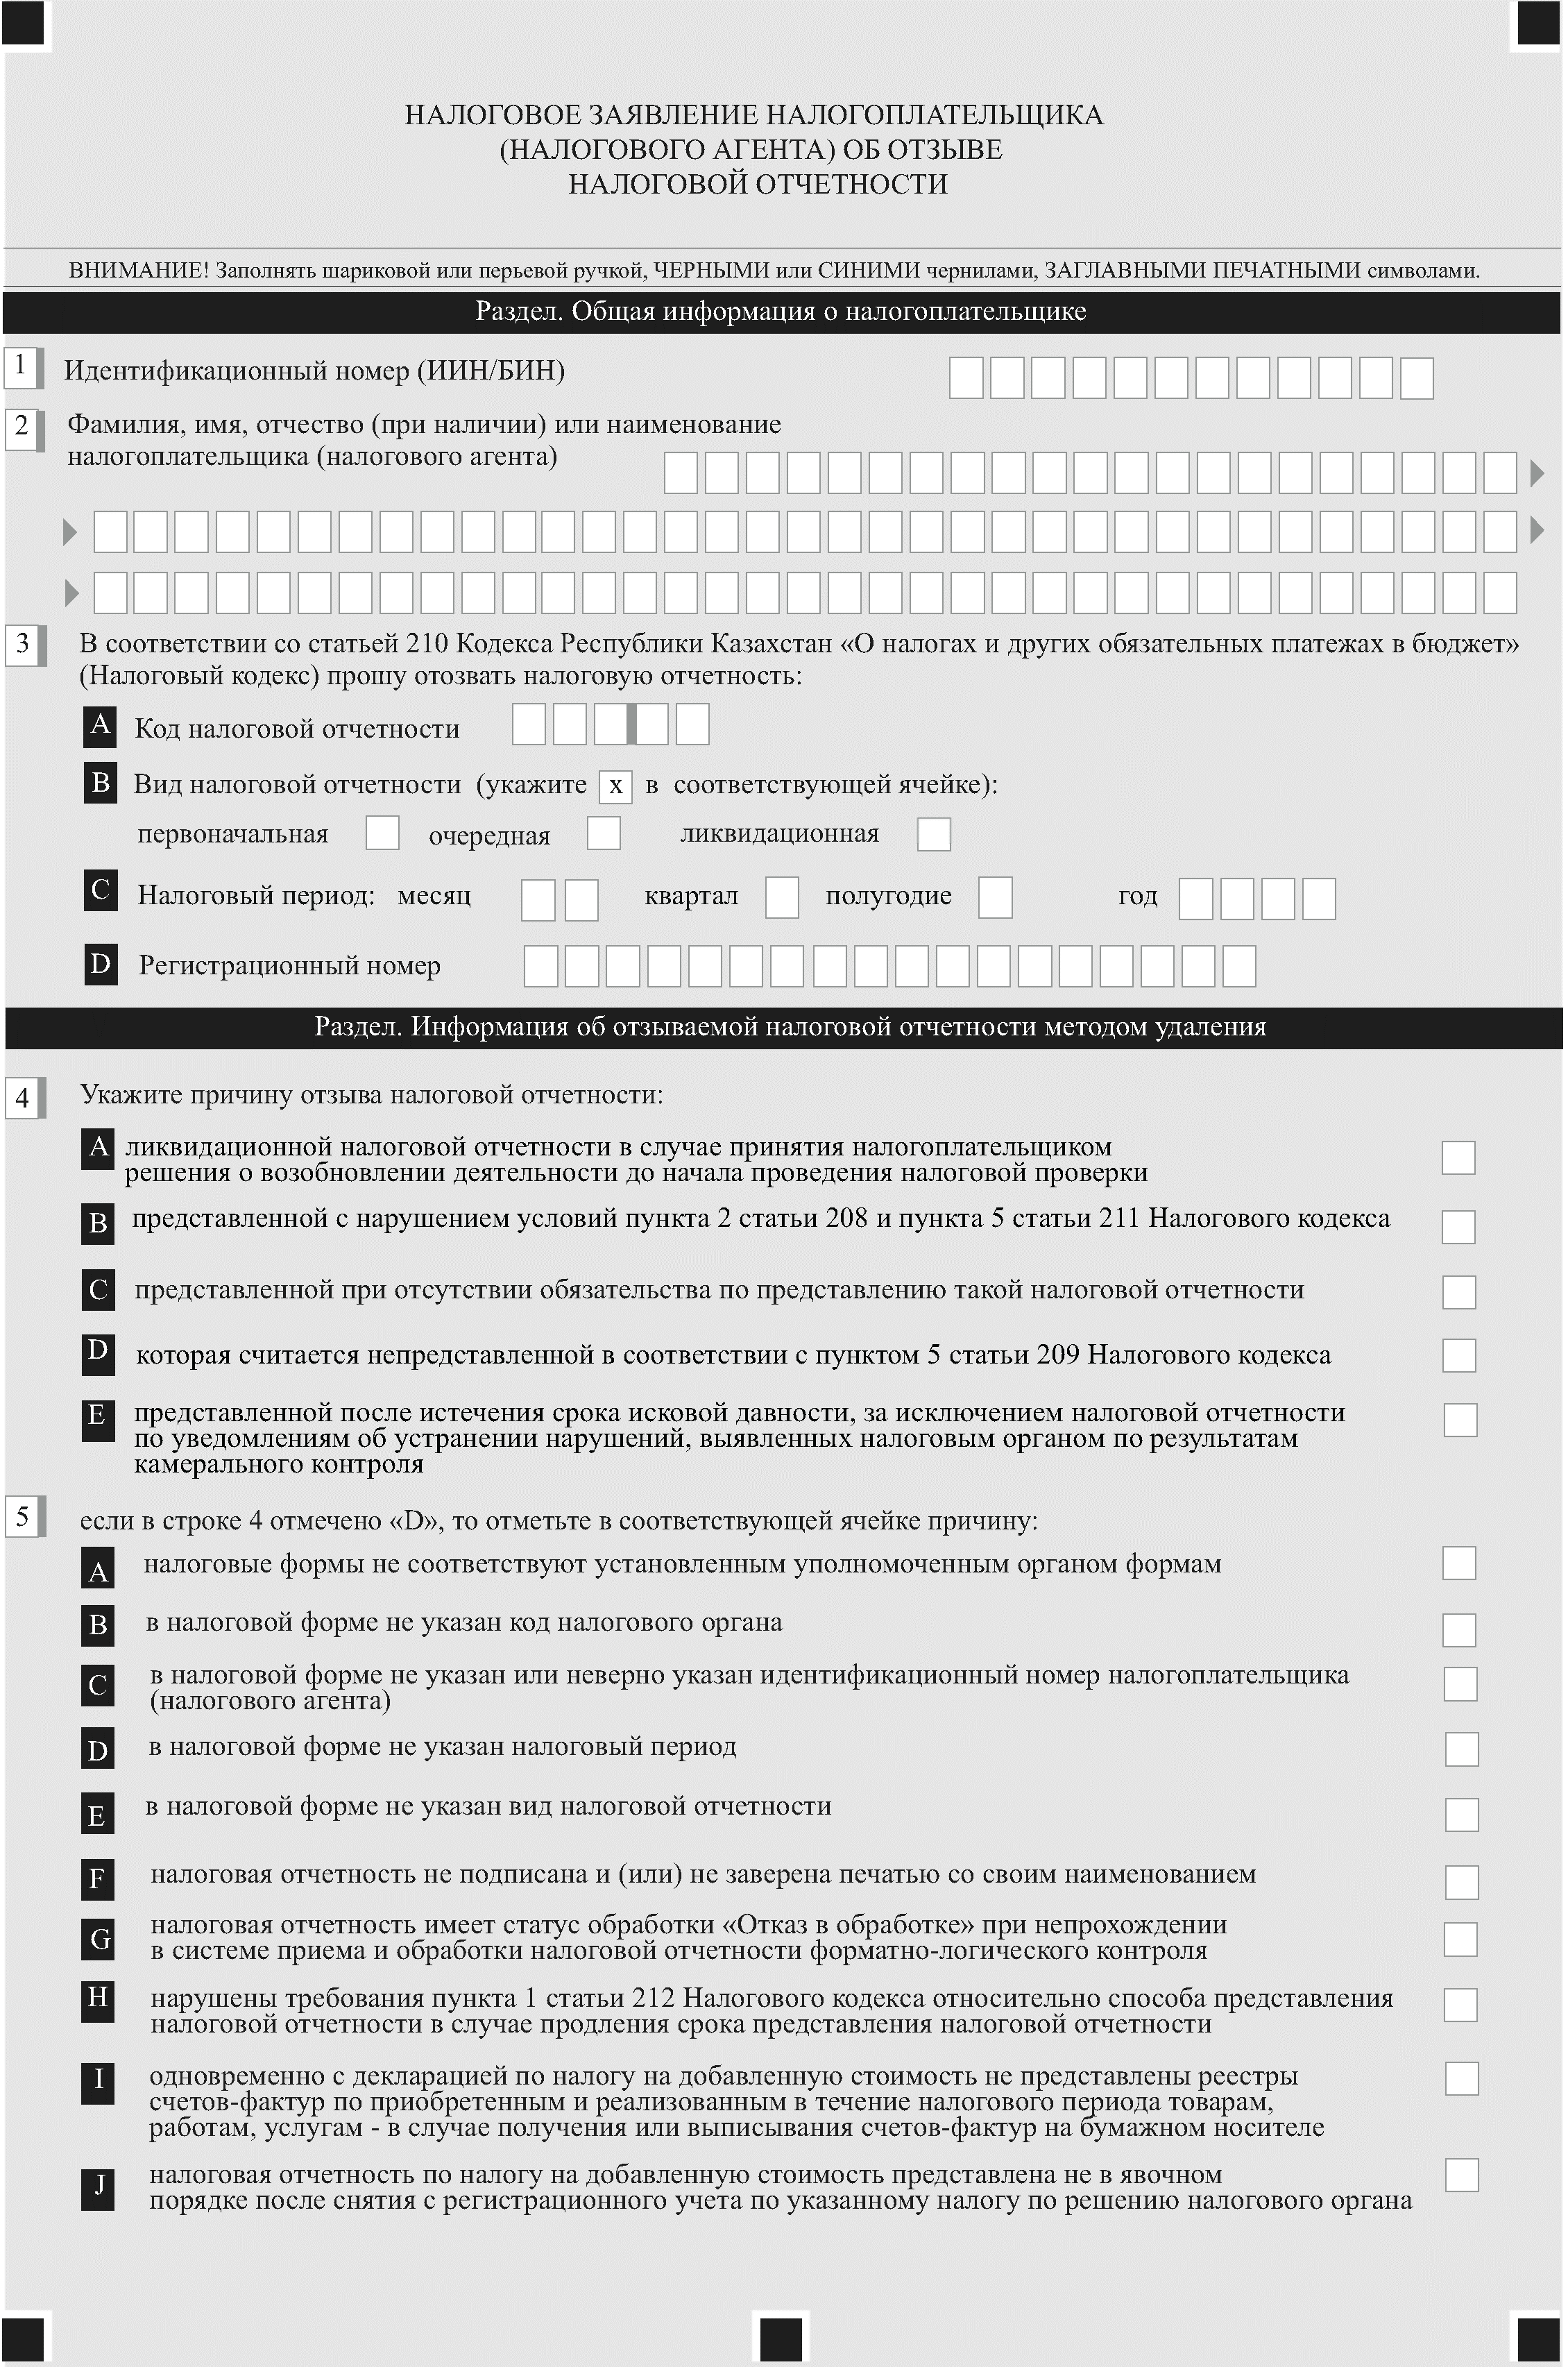 НАЛОГОВОЕ ЗАЯВЛЕНИЕ НАЛОГОПЛАТЕЛЬЩИКА
(НАЛОГОВОГО АГЕНТА) ОБ ОТЗЫВЕ
НАЛОГОВОЙ ОТЧЕТНОСТИ
ВНИМАНИЕ! Заполнять шариковой или перьевой ручкой, ЧЕРНЫМИ или СИНИМИ чернилами, ЗАГЛАВНЫМИ ПЕЧАТНЫМИ символами.
Раздел. Общая информация о налогоплательщике
1 Идентификационный номер (ИИН/БИН)
2 Фамилия, имя, отчество (при наличии) или наименование
налогоплательщика (налогового агента)
3 В соответствии со статьей 210 Кодекса Республики Казахстан «О налогах и других обязательных платежах в бюджет»
(Налоговый кодекс) прошу отозвать налоговую отчетность:
A Код налоговой отчетности
B Вид налоговой отчетности (укажите x в соответствующей ячейке):
первоначальная очередная ликвидационная
C Налоговый период: месяц квартал полугодие год
D Регистрационный номер
Раздел. Информация об отзываемой налоговой отчетности методом удаления
4 Укажите причину отзыва налоговой отчетности:
A ликвидационной налоговой отчетности в случае принятия налогоплательщиком
решения о возобновлении деятельности до начала проведения налоговой проверки
B представленной с нарушением условий пункта 2 статьи 208 и пункта 5 статьи 211 Налогового кодекса
C представленной при отсутствии обязательства по представлению такой налоговой отчетности
D которая считается непредставленной в соответствии с пунктом 5 статьи 209 Налогового кодекса
E представленной после истечения срока исковой давности, за исключением налоговой отчетности
по уведомлениям об устранении нарушений, выявленных налоговым органом по результатам
камерального контроля
5 если в строке 4 отмечено «D», то отметьте в соответствующей ячейке причину:
A налоговые формы не соответствуют установленным уполномоченным органом формам
B в налоговой форме не указан код налогового органа
C в налоговой форме не указан или неверно указан идентификационный номер налогоплательщика
(налогового агента)
D в налоговой форме не указан налоговый период
E в налоговой форме не указан вид налоговой отчетности
F налоговая отчетность не подписана и (или) не заверена печатью со своим наименованием
G налоговая отчетность имеет статус обработки «Отказ в обработке» при непрохождении
в системе приема и обработки налоговой отчетности форматно-логического контроля
H нарушены требования пункта 1 статьи 212 Налогового кодекса относительно способа представления
налоговой отчетности в случае продления срока представления налоговой отчетности
I одновременно с декларацией по налогу на добавленную стоимость не представлены реестры
счетов-фактур по приобретенным и реализованным в течение налогового периода товарам,
работам, услугам - в случае получения или выписывания счетов-фактур на бумажном носителе
J налоговая отчетность по налогу на добавленную стоимость представлена не в явочном
порядке после снятия с регистрационного учета по указанному налогу по решению налогового органа